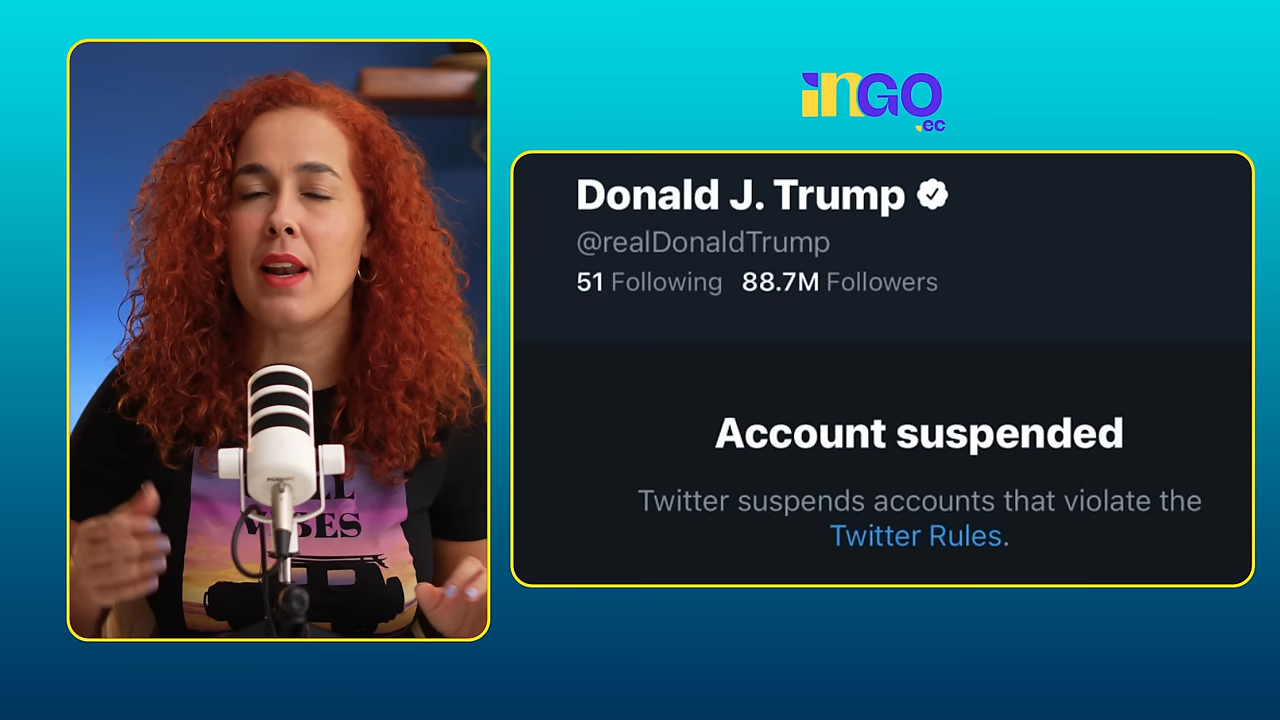 inGO
.ec
Donald J. Trump
@realDonaldTrump
51 Following 88.7M Followers
Account suspended
Twitter suspends accounts that violate the
Twitter Rules.
VIBES